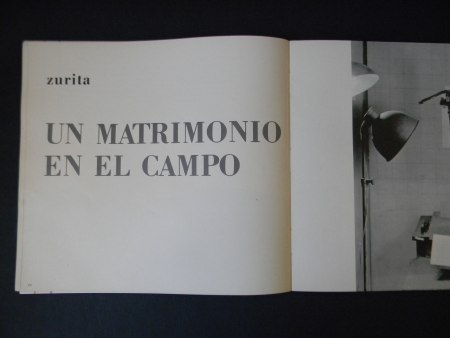 zurita
UN MATRIMONIO
EN EL CAMPO